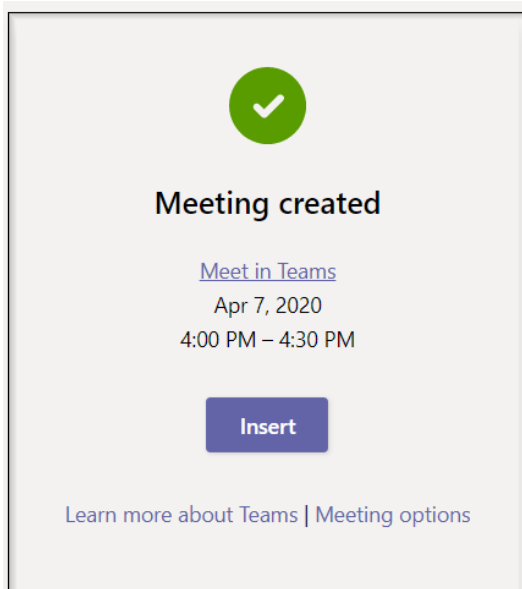 Meeting created
Meet in Teams
Apr 7, 2020
4:00 PM – 4:30 PM
Insert
Learn more about Teams | Meeting options